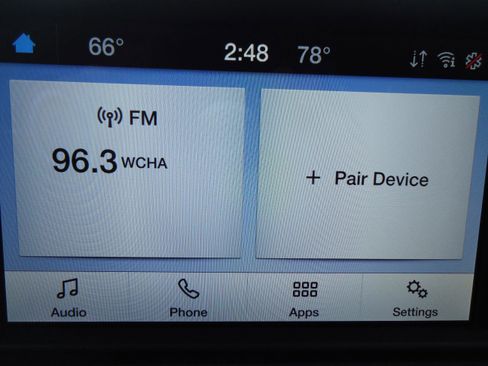 66° 2:48 78°
FM
96.3 WCHA
+ Pair Device
Audio Phone Apps Settings